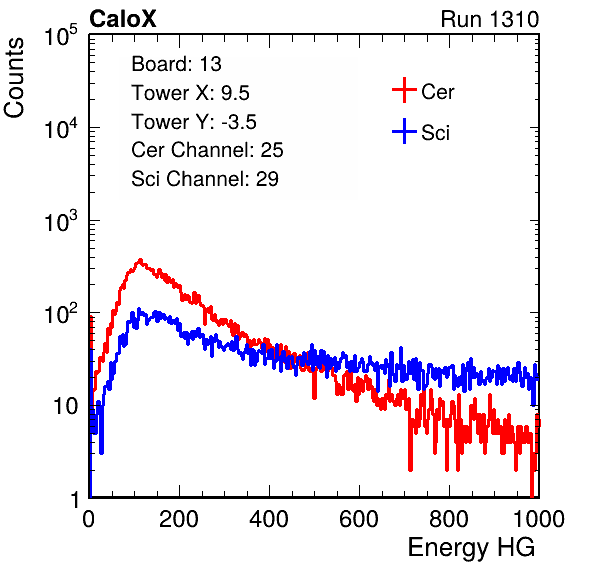 CaloX Run 1310
Board: 13
Tower X: 9.5
Tower Y: -3.5
Cer Channel: 25
Sci Channel: 29
Cer
Sci
Counts
10^5
10^4
10^3
10^2
10
1
0 200 400 600 800 1000
Energy HG